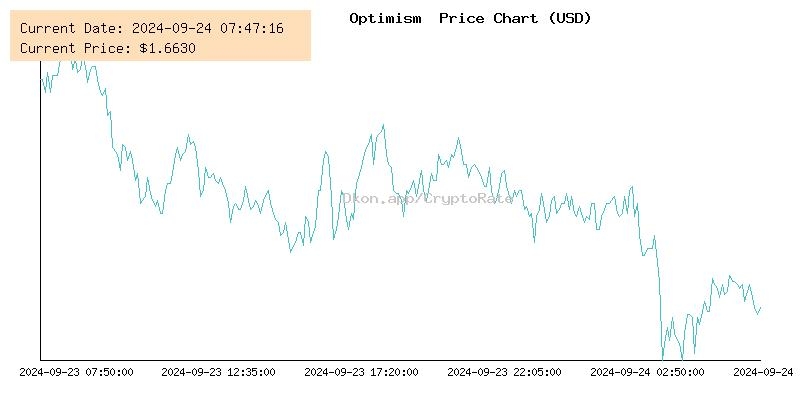 Optimism Price Chart (USD)
Current Date: 2024-09-24 07:47:16
Current Price: $1.6630
Dkon.app/CryptoRate
2024-09-23 07:50:00 2024-09-23 12:35:00 2024-09-23 17:20:00 2024-09-23 22:05:00 2024-09-24 02:50:00 2024-09-24